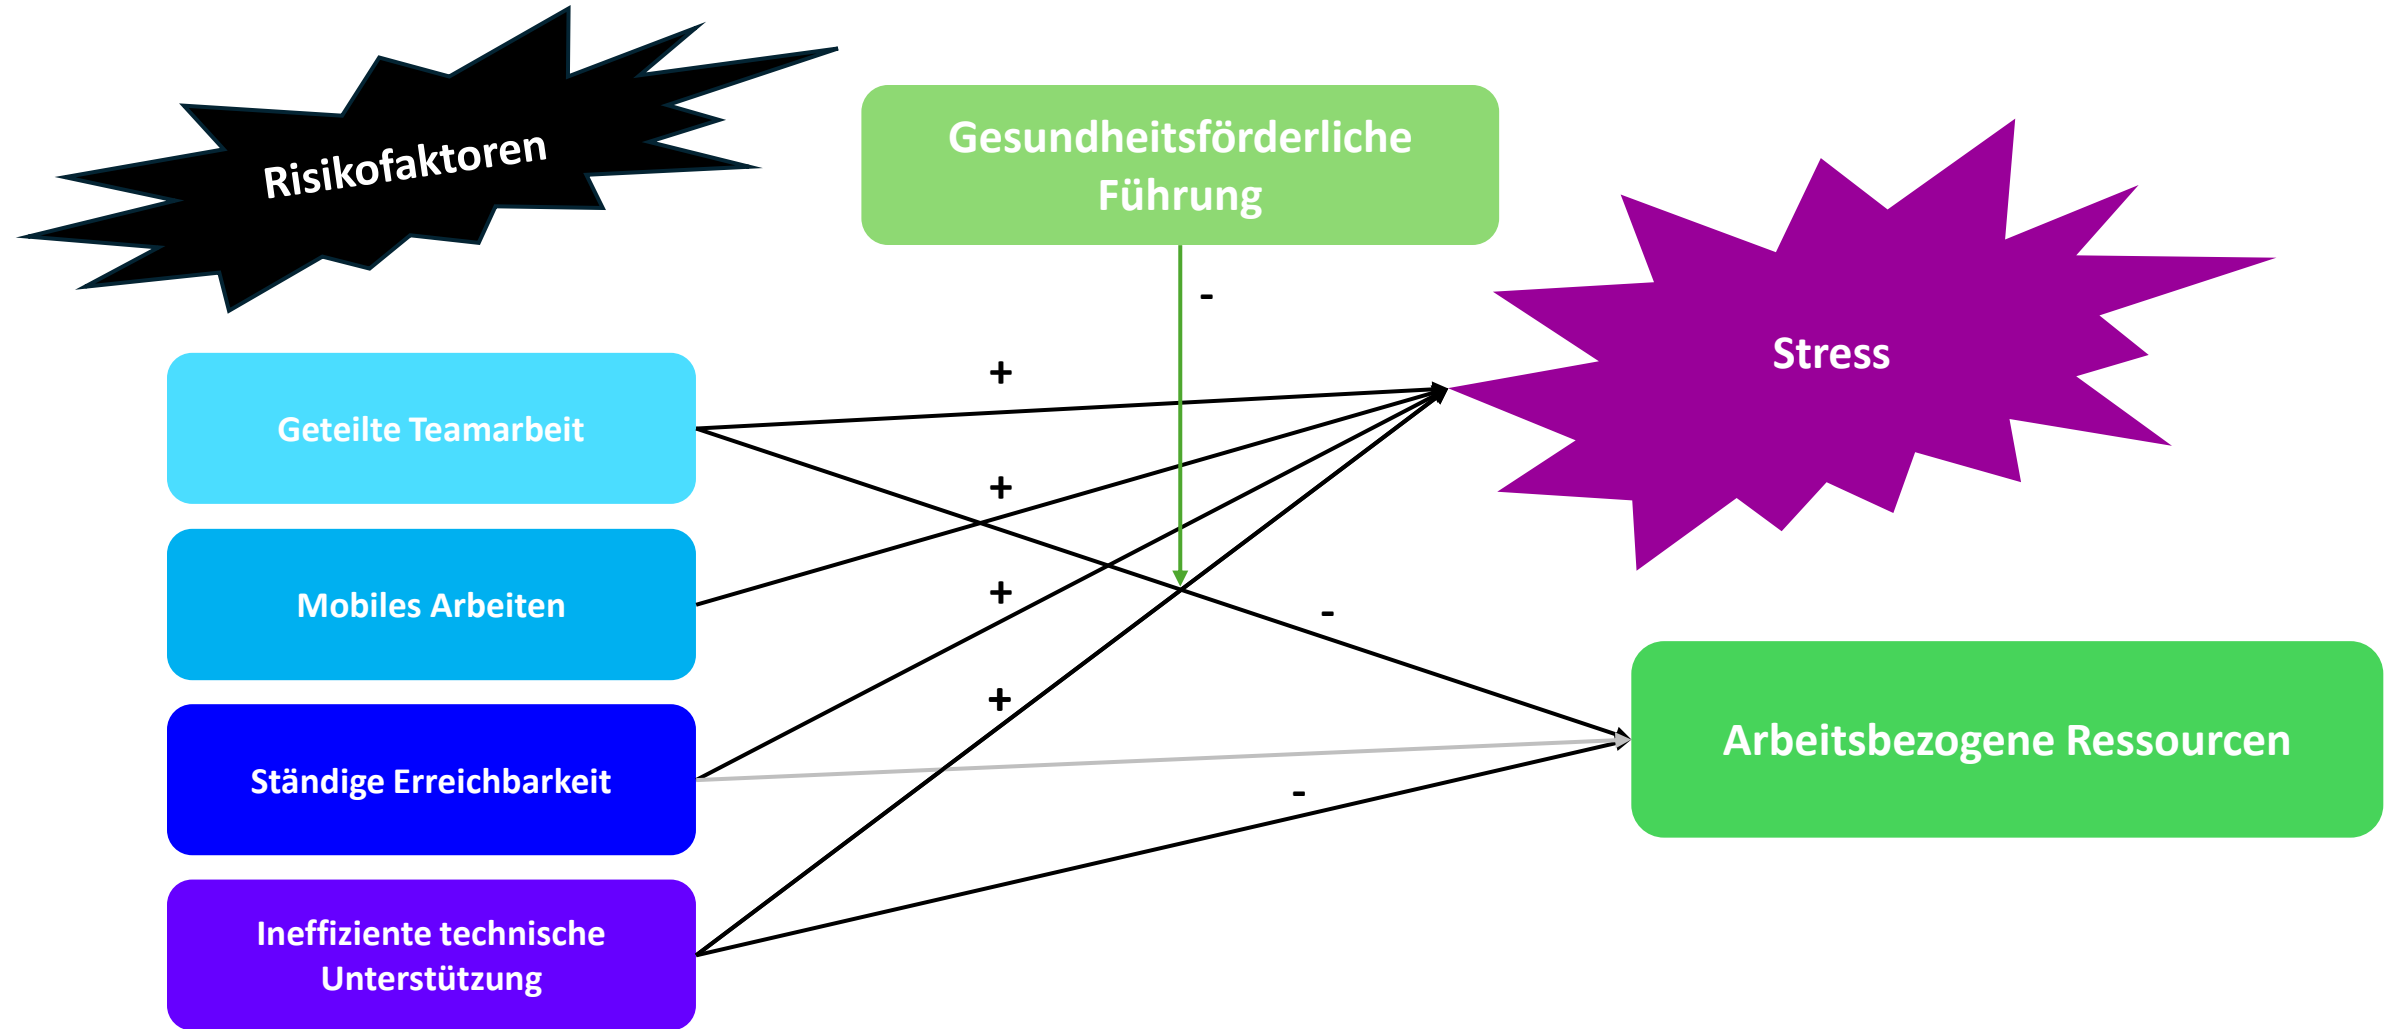 Risikofaktoren
Gesundheitsförderliche
Führung
-
Stress
+
Geteilte Teamarbeit
+
Mobiles Arbeiten
+
-
+
Arbeitsbezogene Ressourcen
Ständige Erreichbarkeit
-
Ineffiziente technische
Unterstützung